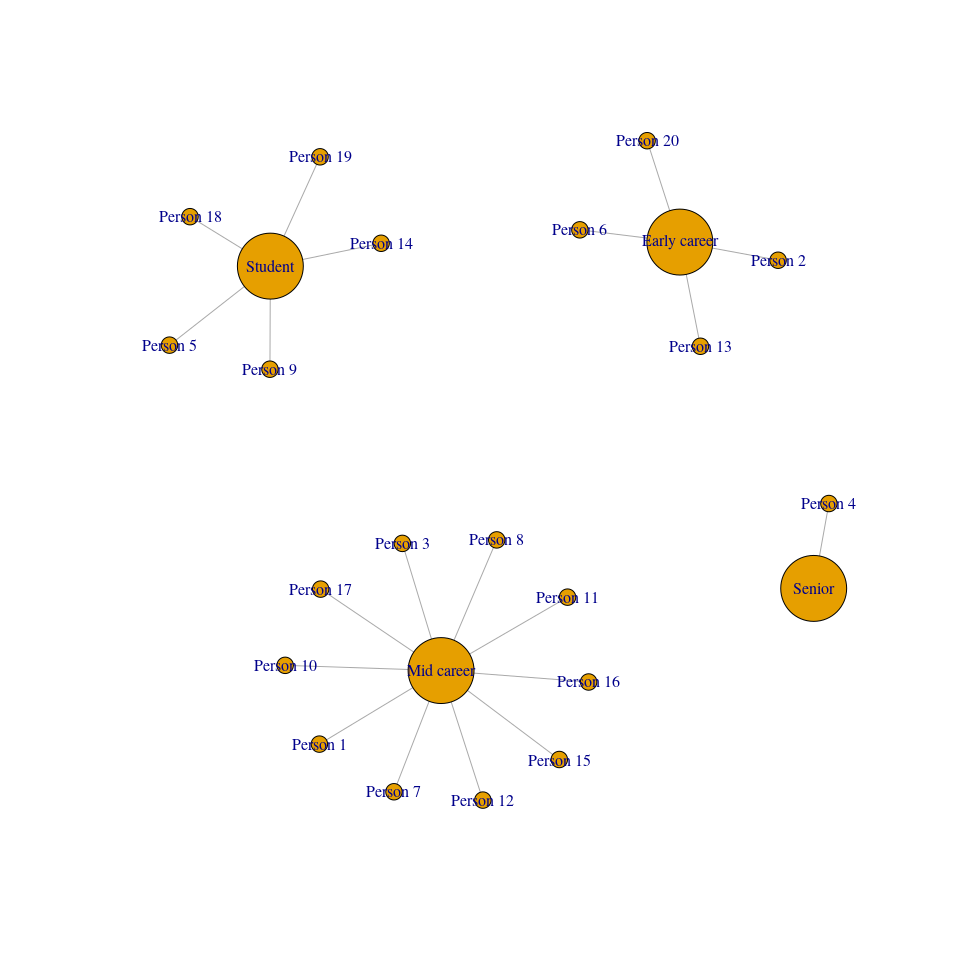 Person 19
Person 18
Person 14
Student
Person 5
Person 9
Person 20
Person 6
Early career
Person 2
Person 13
Person 4
Senior
Person 3
Person 8
Person 17
Person 11
Person 10
Mid career
Person 16
Person 1
Person 15
Person 7
Person 12